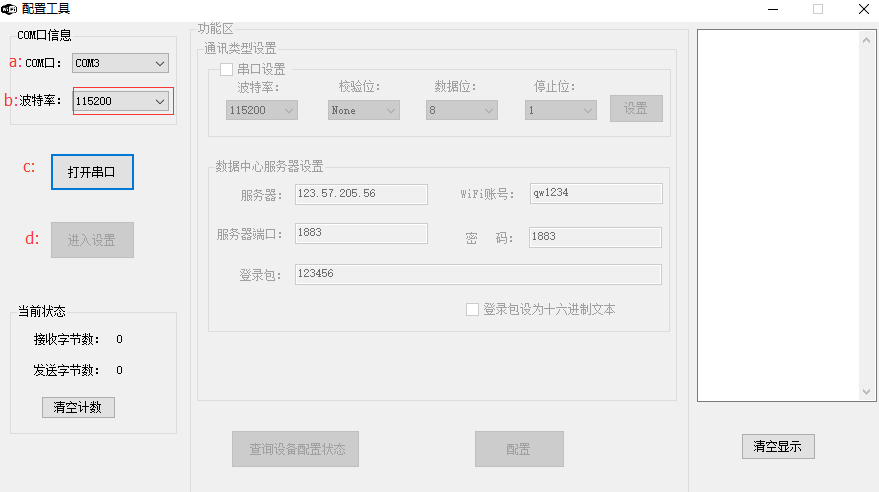 配置工具
COM口信息
a: COM口: COM3
b: 波特率: 115200
c: 打开串口
d: 进入设置
当前状态
接收字节数: 0
发送字节数: 0
清空计数
功能区
通讯类型设置
串口设置
波特率: 校验位: 数据位: 停止位:
115200 None 8 1 设置
数据中心服务器设置
服务器: 123.57.205.56 WiFi账号: qw1234
服务器端口: 1883 密 码: 1883
登录包: 123456
登录包设为十六进制文本
查询设备配置状态 配置
清空显示